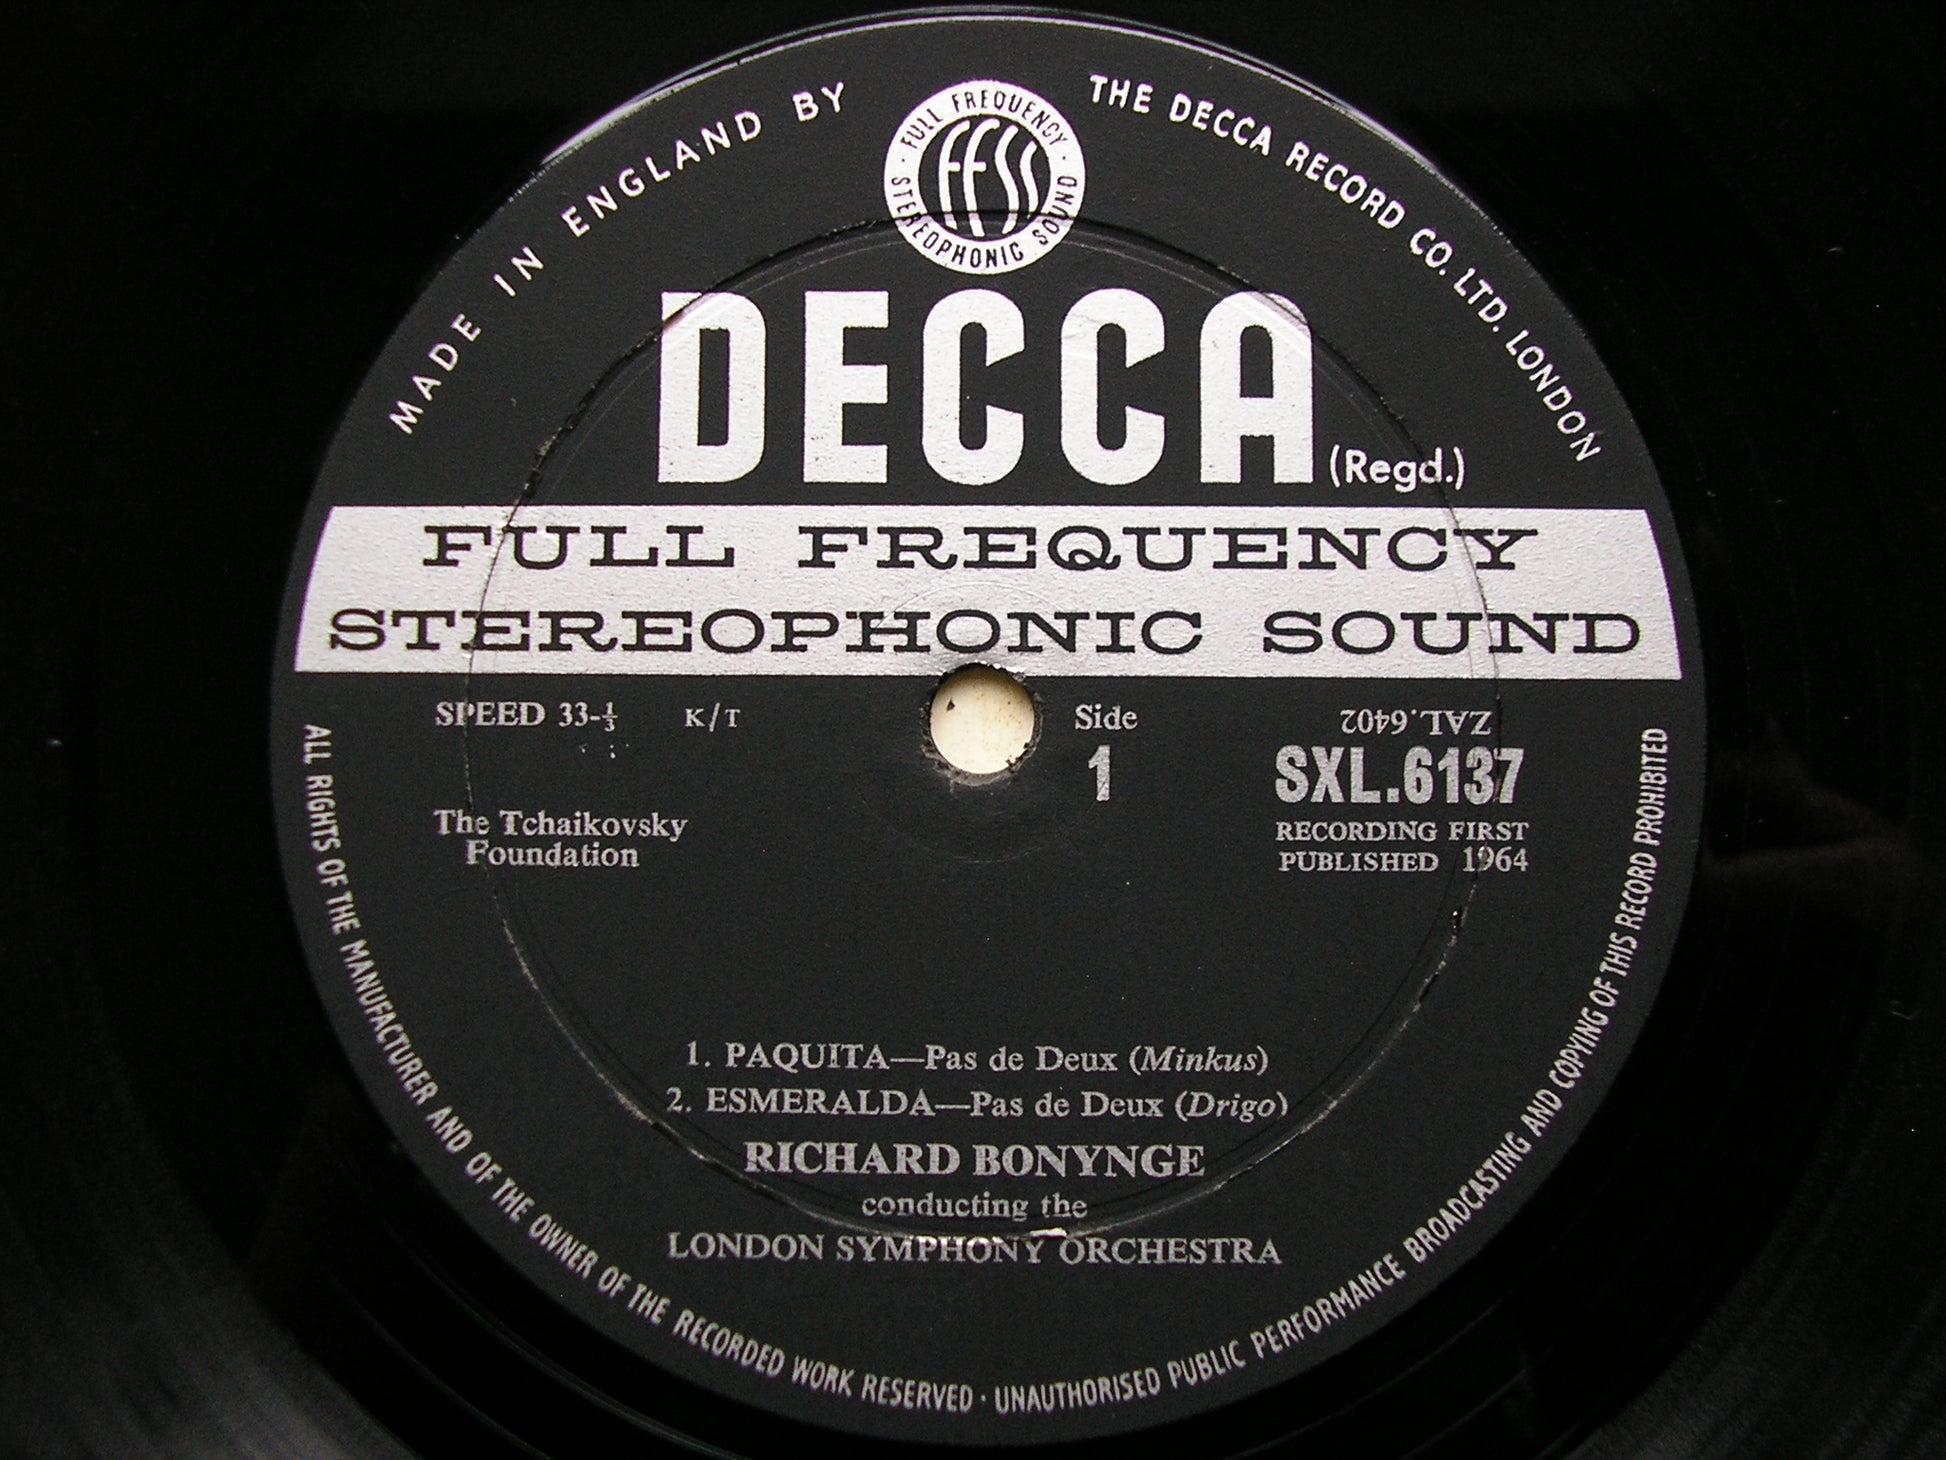 MADE IN ENGLAND BY THE DECCA RECORD CO. LTD. LONDON
· FULL FREQUENCY · STEREOPHONIC SOUND
FFSS
DECCA (Regd.)
FULL FREQUENCY
STEREOPHONIC SOUND
SPEED 33-⅓ K/T
Side
1
ZAL.6402
SXL.6137
RECORDING FIRST
PUBLISHED 1964
The Tchaikovsky
Foundation
1. PAQUITA—Pas de Deux (Minkus)
2. ESMERALDA—Pas de Deux (Drigo)
RICHARD BONYNGE
conducting the
LONDON SYMPHONY ORCHESTRA
ALL RIGHTS OF THE MANUFACTURER AND OF THE OWNER OF THE RECORDED WORK RESERVED · UNAUTHORISED PUBLIC PERFORMANCE BROADCASTING AND COPYING OF THIS RECORD PROHIBITED